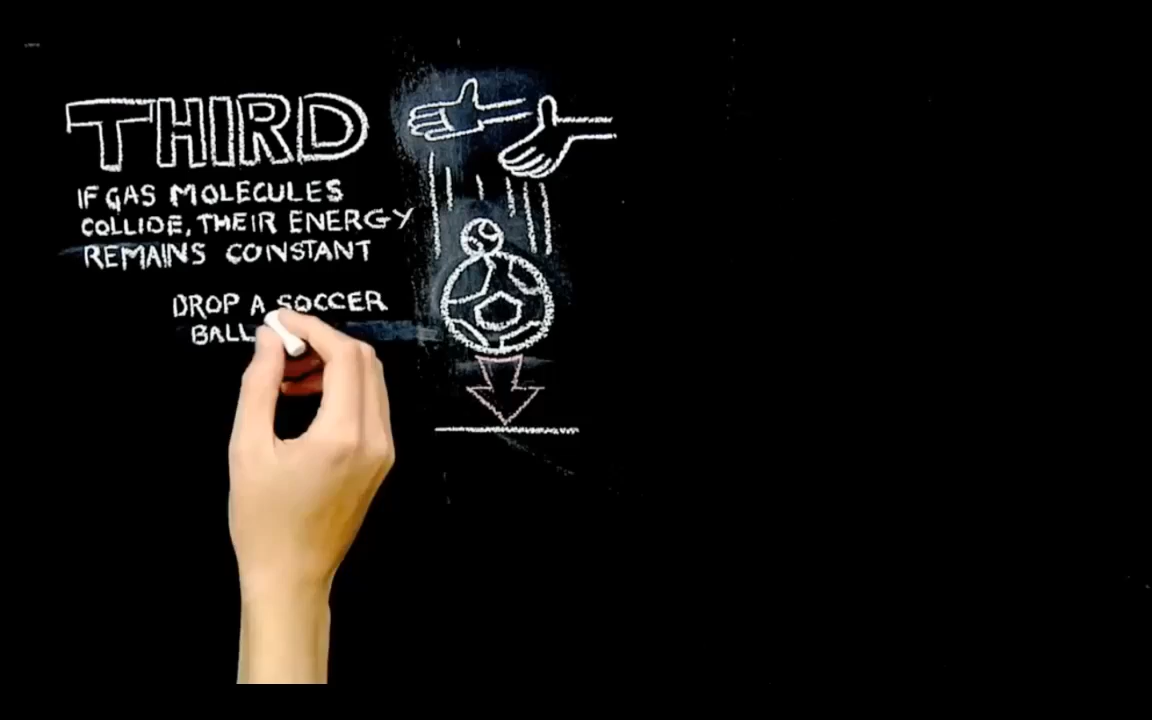 THIRD
IF GAS MOLECULES
COLLIDE, THEIR ENERGY
REMAINS CONSTANT
DROP A SOCCER
BALL